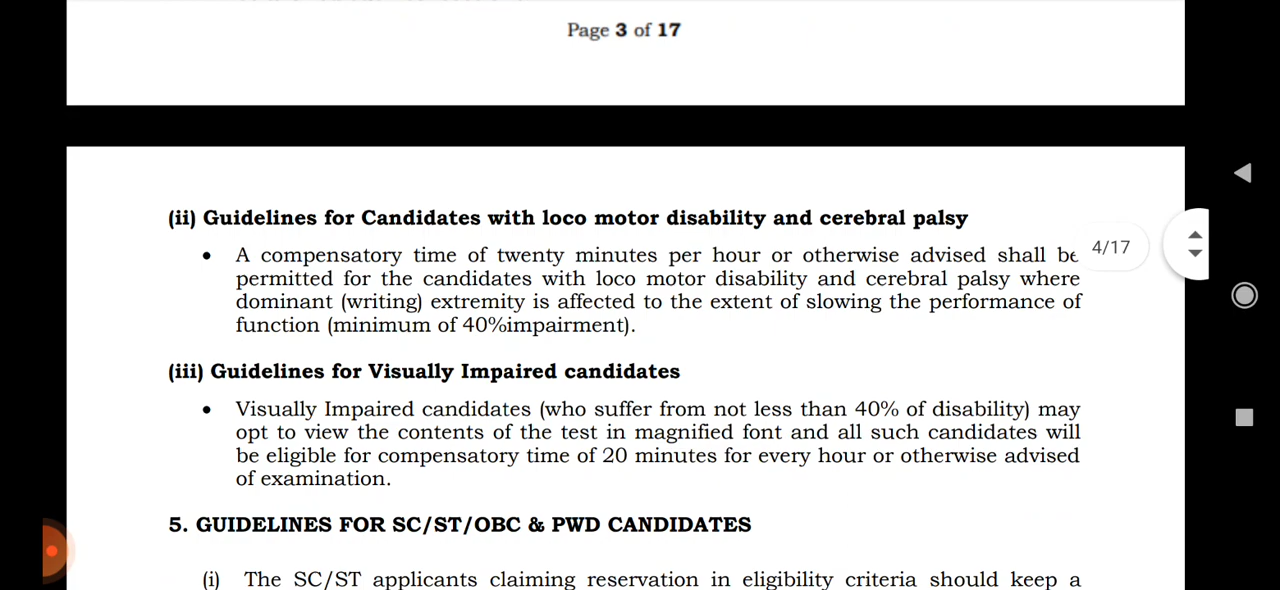 Page 3 of 17
(ii) Guidelines for Candidates with loco motor disability and cerebral palsy
• A compensatory time of twenty minutes per hour or otherwise advised shall be
permitted for the candidates with loco motor disability and cerebral palsy where
dominant (writing) extremity is affected to the extent of slowing the performance of
function (minimum of 40%impairment).
4/17
(iii) Guidelines for Visually Impaired candidates
• Visually Impaired candidates (who suffer from not less than 40% of disability) may
opt to view the contents of the test in magnified font and all such candidates will
be eligible for compensatory time of 20 minutes for every hour or otherwise advised
of examination.
5. GUIDELINES FOR SC/ST/OBC & PWD CANDIDATES
(i) The SC/ST applicants claiming reservation in eligibility criteria should keep a